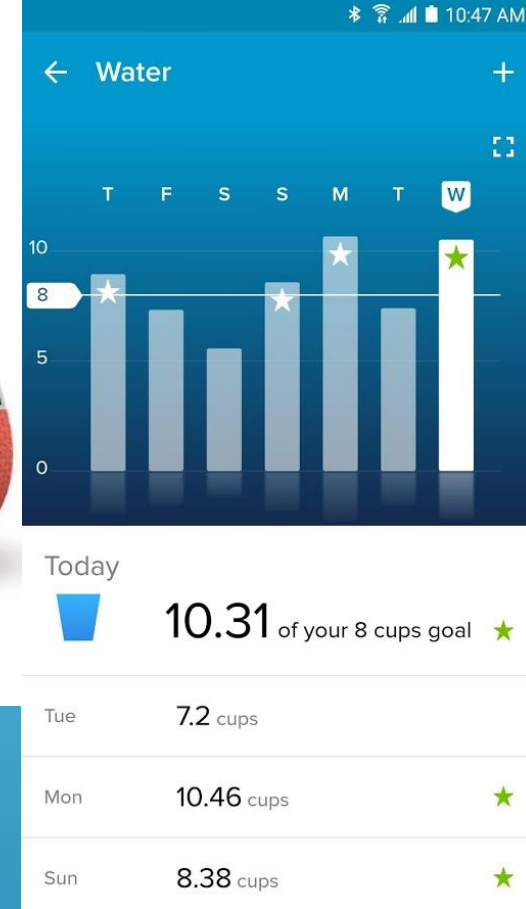 10:47 AM
Water
T F S S M T W
10
8
5
0
Today
10.31 of your 8 cups goal
Tue 7.2 cups
Mon 10.46 cups
Sun 8.38 cups